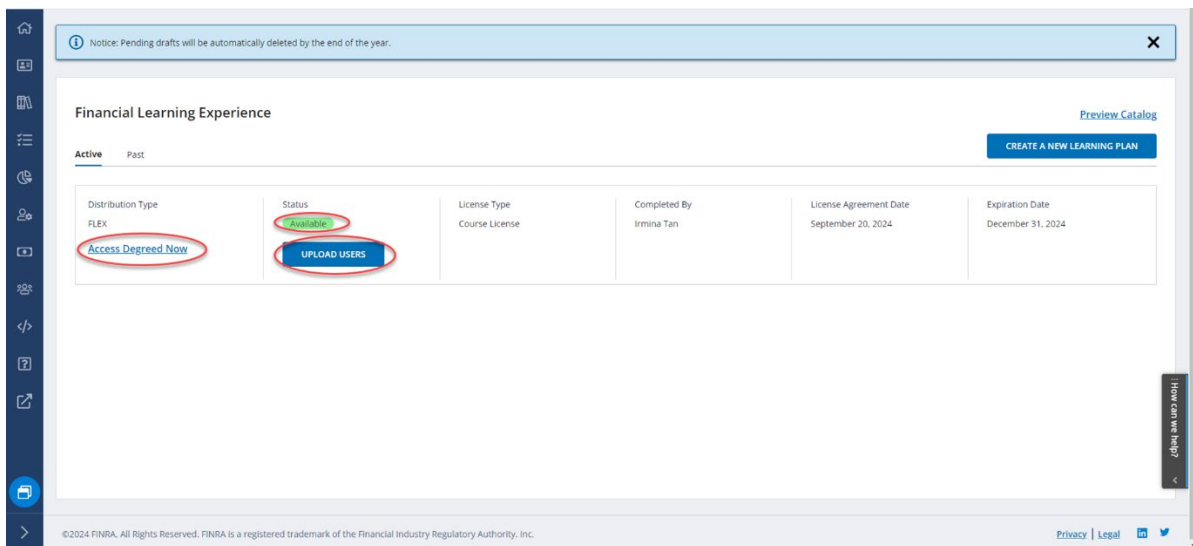 Notice: Pending drafts will be automatically deleted by the end of the year.
Financial Learning Experience
Preview Catalog
CREATE A NEW LEARNING PLAN
Active Past
Distribution Type Status License Type Completed By License Agreement Date Expiration Date
FLEX Available Course License Irmina Tan September 20, 2024 December 31, 2024
Access Degreed Now UPLOAD USERS
How can we help?
©2024 FINRA. All Rights Reserved. FINRA is a registered trademark of the Financial Industry Regulatory Authority, Inc.
Privacy | Legal